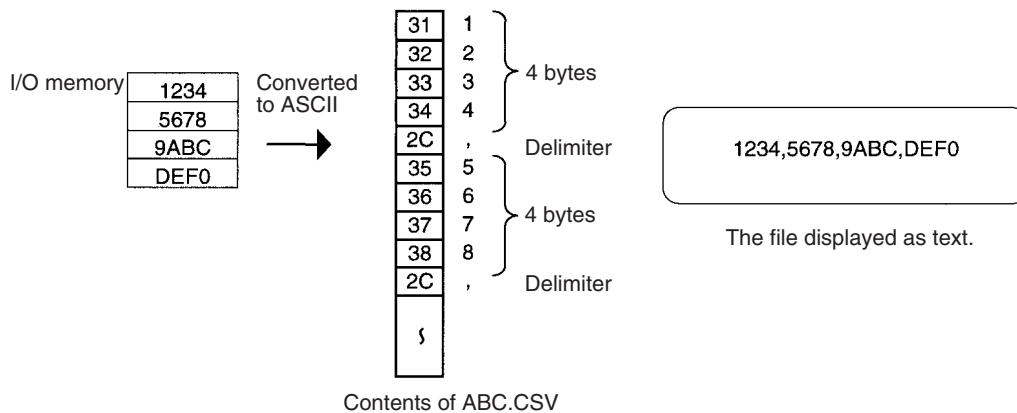 I/O memory
1234
5678
9ABC
DEF0
Converted
to ASCII
31 1
32 2
33 3
34 4
4 bytes
2C , Delimiter
35 5
36 6
37 7
38 8
4 bytes
2C , Delimiter
Contents of ABC.CSV
1234,5678,9ABC,DEF0
The file displayed as text.